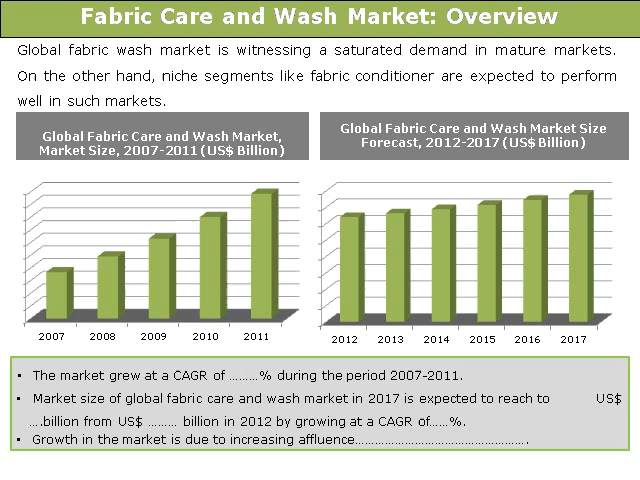 Fabric Care and Wash Market: Overview
Global fabric wash market is witnessing a saturated demand in mature markets.
On the other hand, niche segments like fabric conditioner are expected to perform
well in such markets.
Global Fabric Care and Wash Market,
Market Size, 2007-2011 (US$ Billion)
Global Fabric Care and Wash Market Size
Forecast, 2012-2017 (US$ Billion)
2007 2008 2009 2010 2011
2012 2013 2014 2015 2016 2017
• The market grew at a CAGR of ………% during the period 2007-2011.
• Market size of global fabric care and wash market in 2017 is expected to reach to US$
….billion from US$ ……… billion in 2012 by growing at a CAGR of……%.
• Growth in the market is due to increasing affluence…………………………………………….